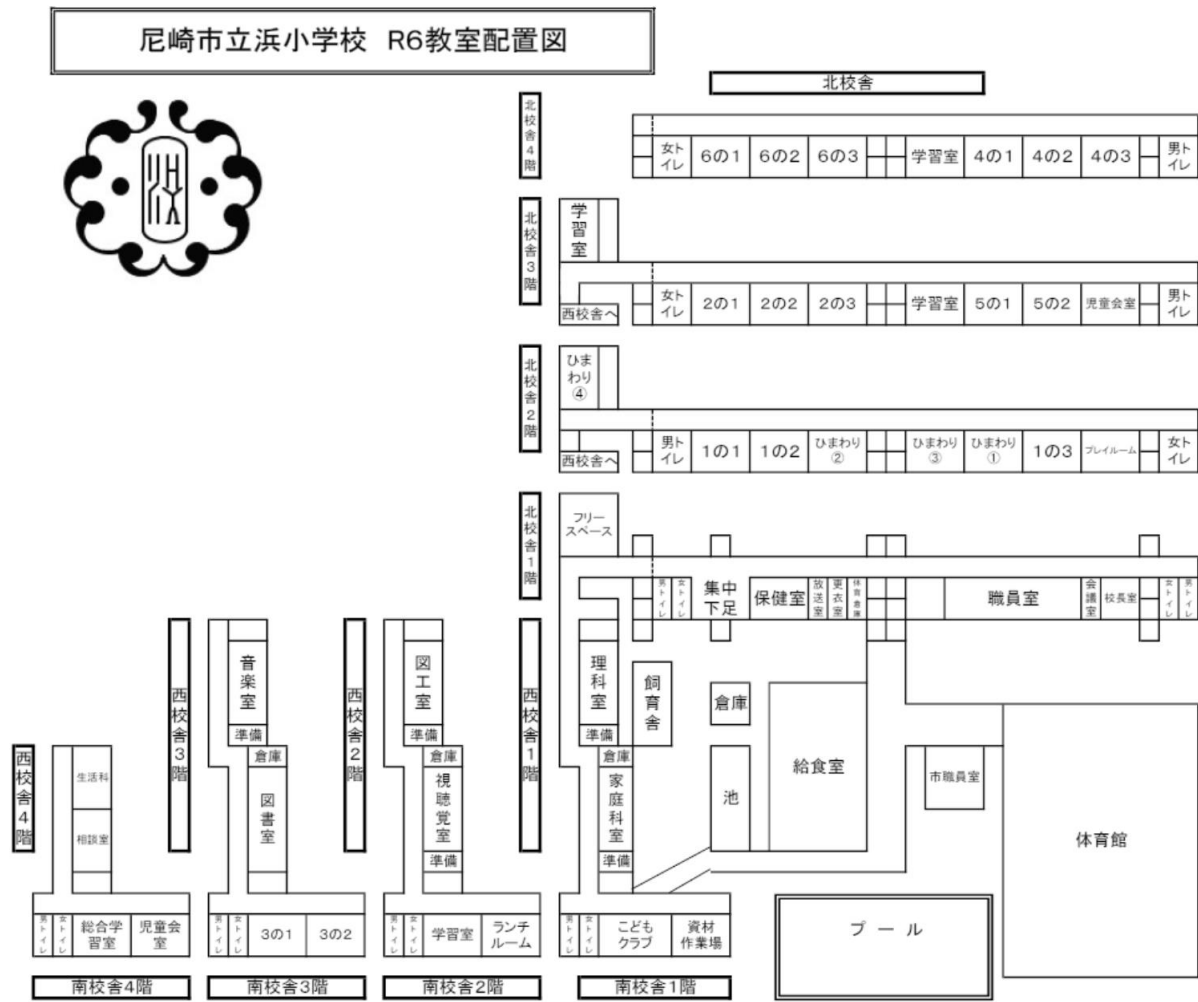 尼崎市立浜小学校 R6教室配置図
北校舎
北校舎4階
女トイレ
6の1
6の2
6の3
学習室
4の1
4の2
4の3
男トイレ
北校舎3階
学習室
西校舎へ
女トイレ
2の1
2の2
2の3
学習室
5の1
5の2
児童会室
男トイレ
北校舎2階
ひま
わり
④
西校舎へ
男トイレ
1の1
1の2
ひまわり
②
ひまわり
③
ひまわり
①
1の3
プレイルーム
女トイレ
北校舎1階
フリー
スペース
男トイレ
女トイレ
集中
下足
保健室
放送室
更衣室
体育倉庫
職員室
会議室
校長室
女トイレ
男トイレ
西校舎4階
生活科
相談室
西校舎3階
音楽室
準備
倉庫
図書室
西校舎2階
図工室
準備
倉庫
視聴覚室
準備
西校舎1階
理科室
準備
倉庫
家庭科室
準備
飼育舎
倉庫
池
給食室
市職員室
体育館
プール
男トイレ
女トイレ
総合学
習室
児童会
室
南校舎4階
男トイレ
女トイレ
3の1
3の2
南校舎3階
男トイレ
女トイレ
学習室
ランチ
ルーム
南校舎2階
男トイレ
女トイレ
こども
クラブ
資材
作業場
南校舎1階